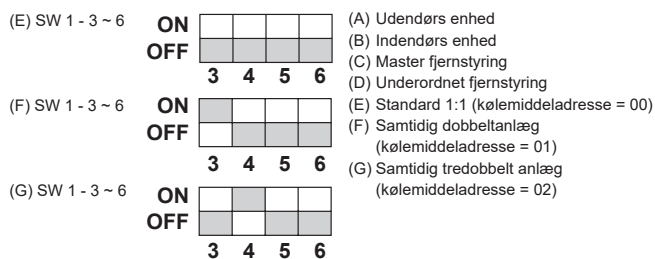 (E) SW 1 - 3 ~ 6
ON
OFF
3 4 5 6
(F) SW 1 - 3 ~ 6
ON
OFF
3 4 5 6
(G) SW 1 - 3 ~ 6
ON
OFF
3 4 5 6
(A) Udendørs enhed
(B) Indendørs enhed
(C) Master fjernstyring
(D) Underordnet fjernstyring
(E) Standard 1:1 (kølemiddeladresse = 00)
(F) Samtidig dobbeltanlæg
(kølemiddeladresse = 01)
(G) Samtidig tredobbelt anlæg
(kølemiddeladresse = 02)